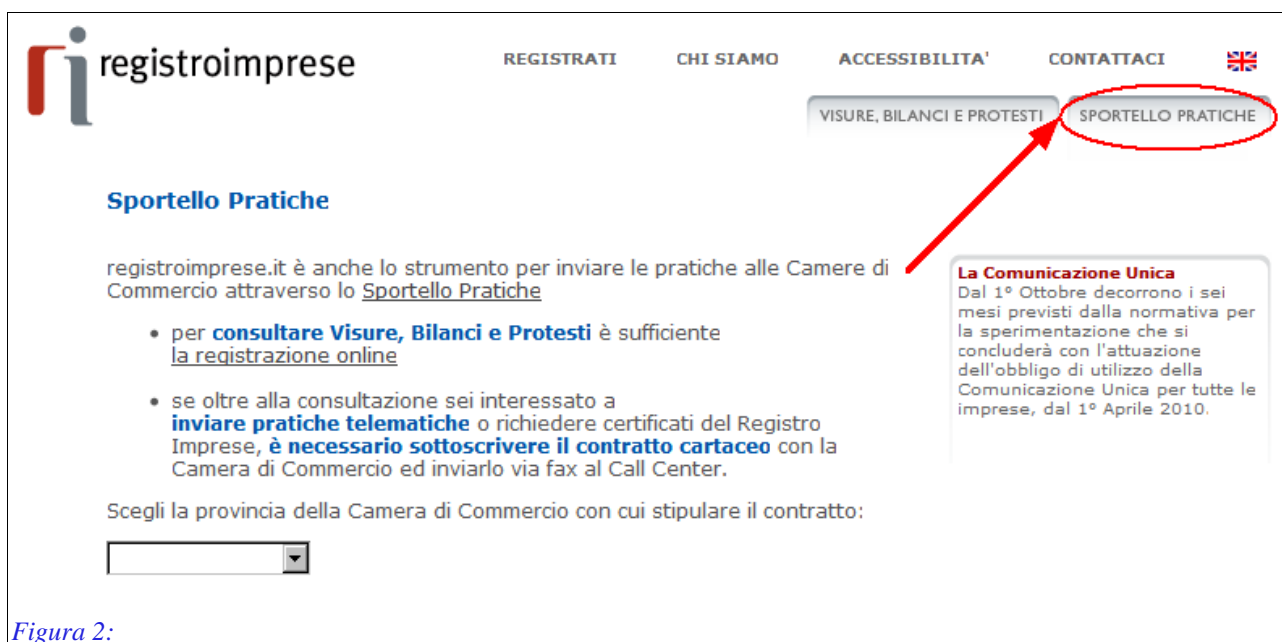 registroimprese
REGISTRATI CHI SIAMO ACCESSIBILITA' CONTATTACI
VISURE, BILANCI E PROTESTI SPORTELLO PRATICHE
Sportello Pratiche
registroimprese.it è anche lo strumento per inviare le pratiche alle Camere di
Commercio attraverso lo Sportello Pratiche
• per consultare Visure, Bilanci e Protesti è sufficiente
la registrazione online
• se oltre alla consultazione sei interessato a
inviare pratiche telematiche o richiedere certificati del Registro
Imprese, è necessario sottoscrivere il contratto cartaceo con la
Camera di Commercio ed inviarlo via fax al Call Center.
Scegli la provincia della Camera di Commercio con cui stipulare il contratto:
La Comunicazione Unica
Dal 1º Ottobre decorrono i sei
mesi previsti dalla normativa per
la sperimentazione che si
concluderà con l'attuazione
dell'obbligo di utilizzo della
Comunicazione Unica per tutte le
imprese, dal 1º Aprile 2010.
Figura 2: